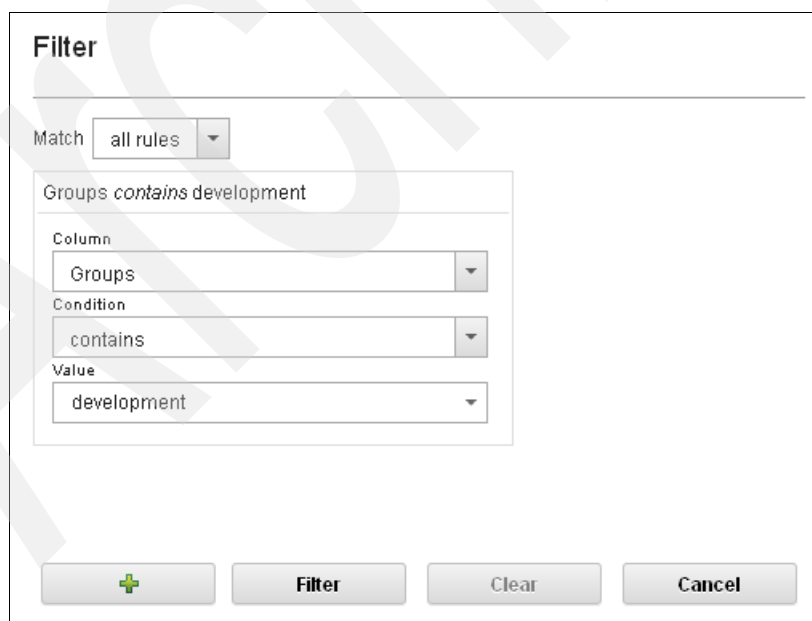 Filter
Match all rules
Groups contains development
Column
Groups
Condition
contains
Value
development
Filter Clear Cancel